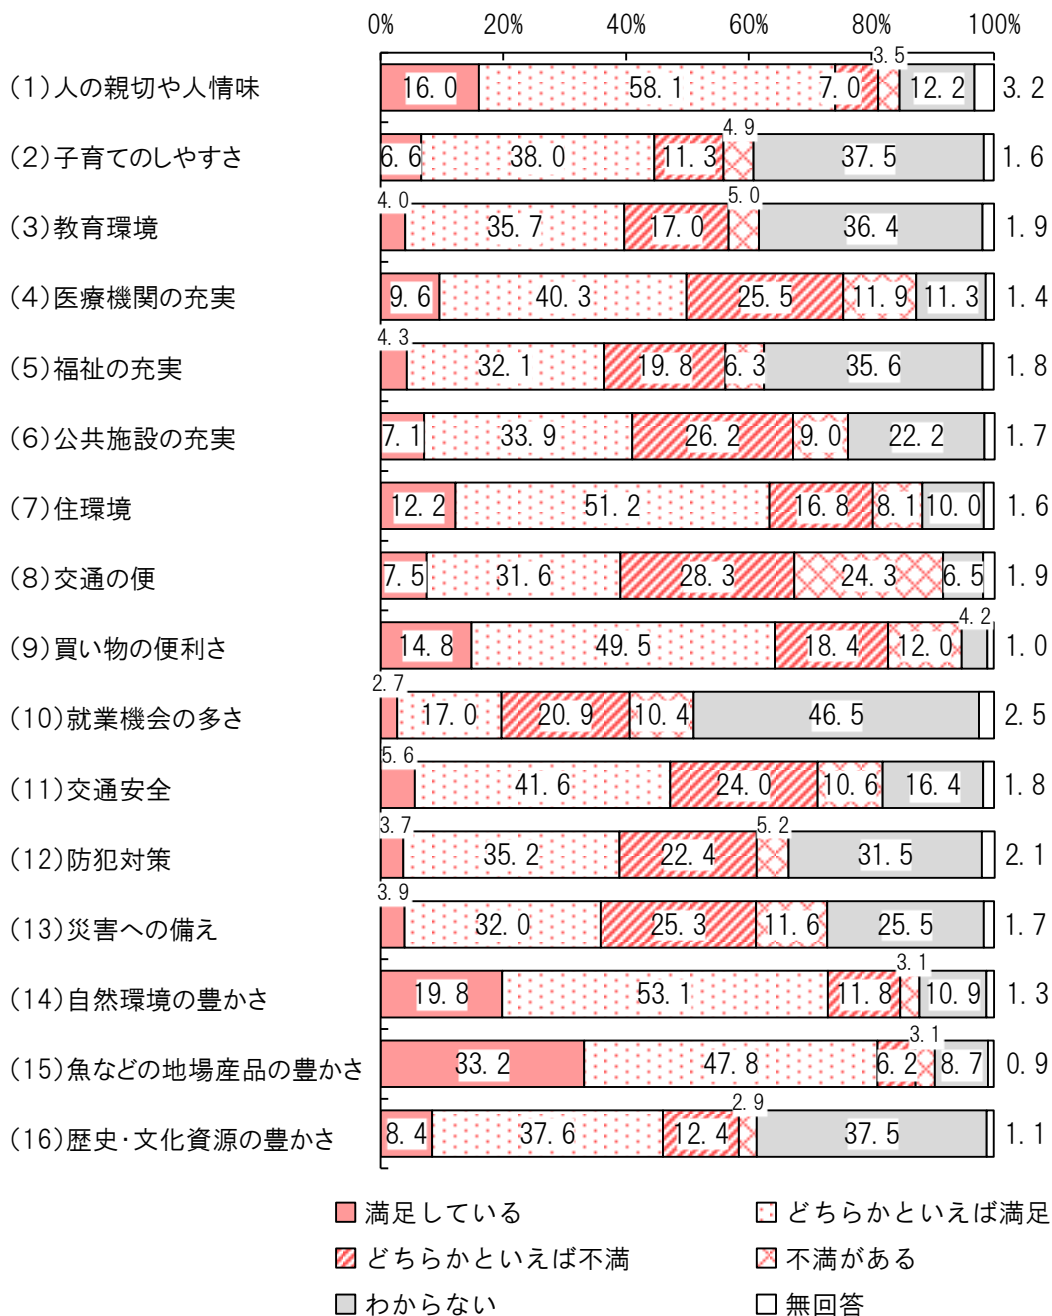 0% 20% 40% 60% 80% 100%
(1)人の親切や人情味 16.0 58.1 7.0 3.5 12.2 3.2
(2)子育てのしやすさ 6.6 38.0 11.3 4.9 37.5 1.6
(3)教育環境 4.0 35.7 17.0 5.0 36.4 1.9
(4)医療機関の充実 9.6 40.3 25.5 11.9 11.3 1.4
(5)福祉の充実 4.3 32.1 19.8 6.3 35.6 1.8
(6)公共施設の充実 7.1 33.9 26.2 9.0 22.2 1.7
(7)住環境 12.2 51.2 16.8 8.1 10.0 1.6
(8)交通の便 7.5 31.6 28.3 24.3 6.5 1.9
(9)買い物の便利さ 14.8 49.5 18.4 12.0 4.2 1.0
(10)就業機会の多さ 2.7 17.0 20.9 10.4 46.5 2.5
(11)交通安全 5.6 41.6 24.0 10.6 16.4 1.8
(12)防犯対策 3.7 35.2 22.4 5.2 31.5 2.1
(13)災害への備え 3.9 32.0 25.3 11.6 25.5 1.7
(14)自然環境の豊かさ 19.8 53.1 11.8 3.1 10.9 1.3
(15)魚などの地場産品の豊かさ 33.2 47.8 6.2 3.1 8.7 0.9
(16)歴史・文化資源の豊かさ 8.4 37.6 12.4 2.9 37.5 1.1
満足している どちらかといえば満足
どちらかといえば不満 不満がある
わからない 無回答